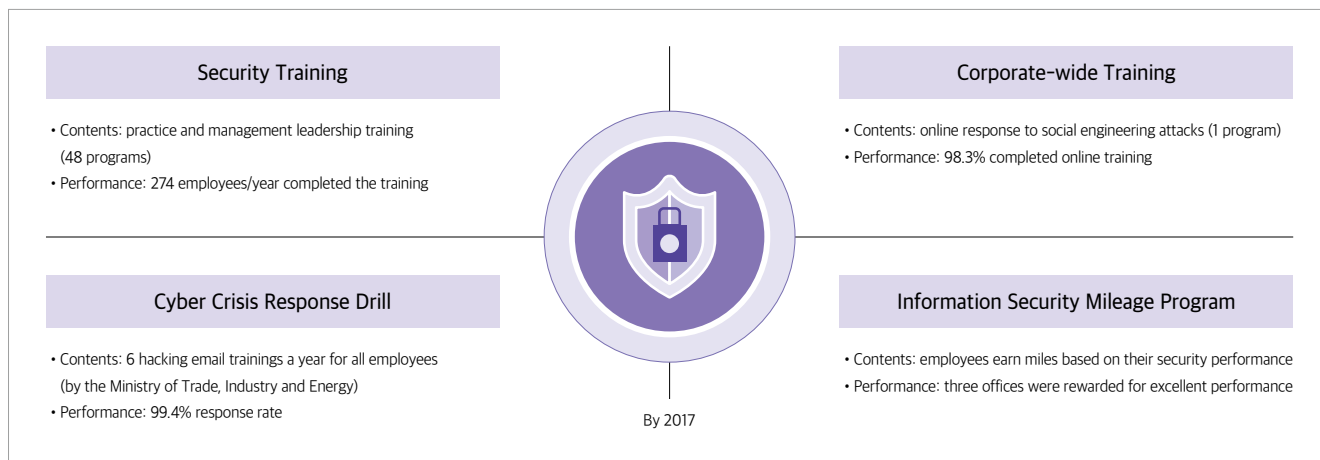 Security Training
• Contents: practice and management leadership training
(48 programs)
• Performance: 274 employees/year completed the training
Corporate-wide Training
• Contents: online response to social engineering attacks (1 program)
• Performance: 98.3% completed online training
Cyber Crisis Response Drill
• Contents: 6 hacking email trainings a year for all employees
(by the Ministry of Trade, Industry and Energy)
• Performance: 99.4% response rate
Information Security Mileage Program
• Contents: employees earn miles based on their security performance
• Performance: three offices were rewarded for excellent performance
By 2017